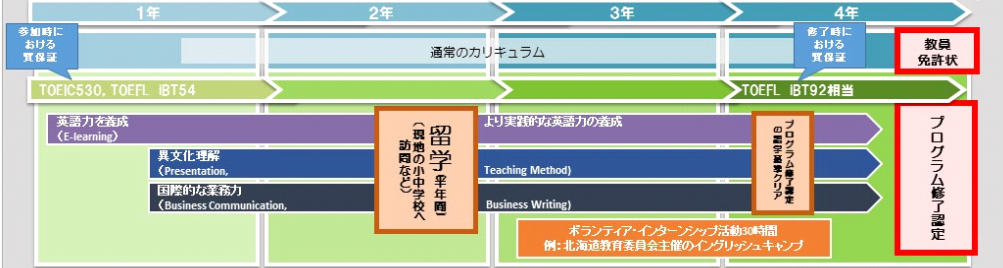 1年
2年
3年
4年
参加時に
おける
質保証
通常のカリキュラム
修了時に
おける
質保証
教員
免許状
TOEIC530, TOEFL iBT54
TOEFL iBT92相当
英語力を養成
(E-learning)
より実践的な英語力の養成
異文化理解
(Presentation,
Teaching Method)
国際的な業務力
(Business Communication,
Business Writing)
留学(半年間)
(現地の小中学校へ
訪問など)
プログラム修了認定
の語学基準クリア
ボランティア・インターンシップ活動30時間
例：北海道教育委員会主催のイングリッシュキャンプ
プログラム修了認定